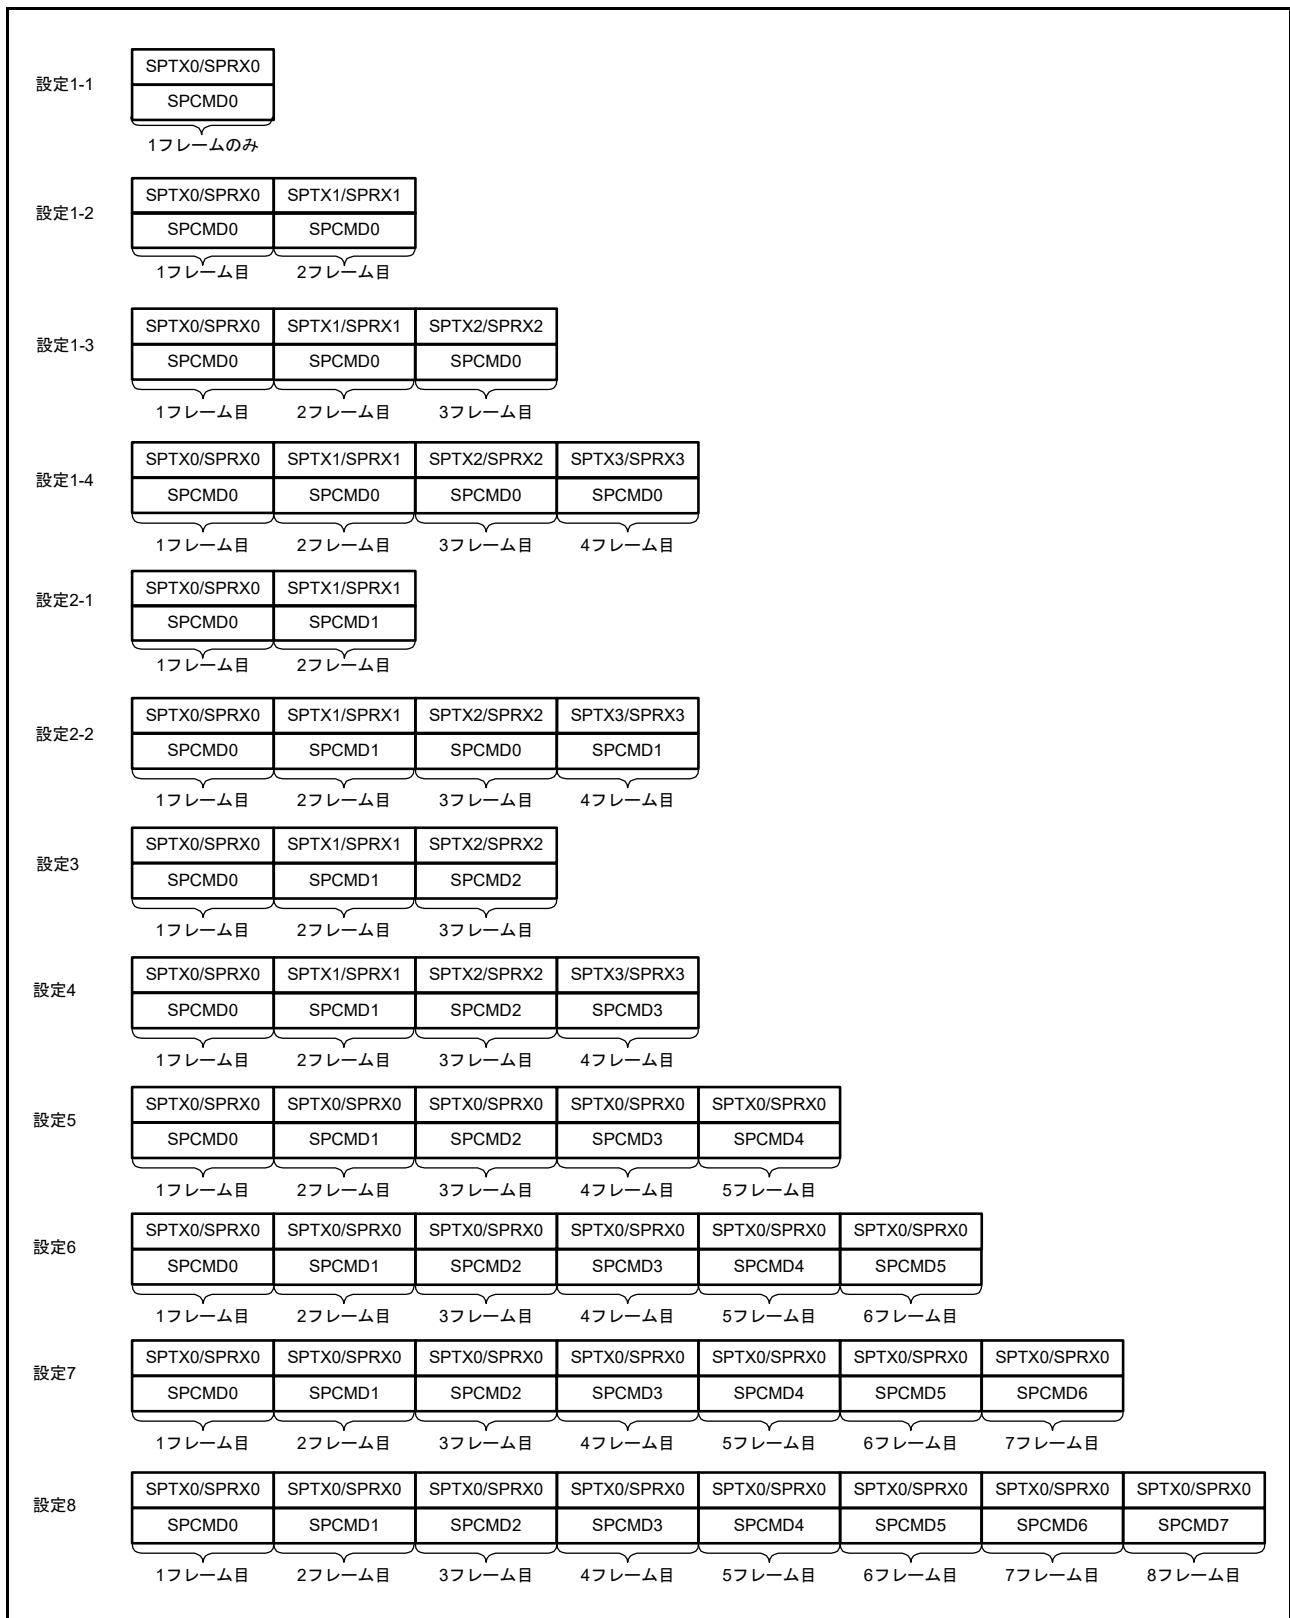 設定1-1
SPTX0/SPRX0
SPCMD0
1フレームのみ
設定1-2
SPTX0/SPRX0 SPTX1/SPRX1
SPCMD0 SPCMD0
1フレーム目 2フレーム目
設定1-3
SPTX0/SPRX0 SPTX1/SPRX1 SPTX2/SPRX2
SPCMD0 SPCMD0 SPCMD0
1フレーム目 2フレーム目 3フレーム目
設定1-4
SPTX0/SPRX0 SPTX1/SPRX1 SPTX2/SPRX2 SPTX3/SPRX3
SPCMD0 SPCMD0 SPCMD0 SPCMD0
1フレーム目 2フレーム目 3フレーム目 4フレーム目
設定2-1
SPTX0/SPRX0 SPTX1/SPRX1
SPCMD0 SPCMD1
1フレーム目 2フレーム目
設定2-2
SPTX0/SPRX0 SPTX1/SPRX1 SPTX2/SPRX2 SPTX3/SPRX3
SPCMD0 SPCMD1 SPCMD0 SPCMD1
1フレーム目 2フレーム目 3フレーム目 4フレーム目
設定3
SPTX0/SPRX0 SPTX1/SPRX1 SPTX2/SPRX2
SPCMD0 SPCMD1 SPCMD2
1フレーム目 2フレーム目 3フレーム目
設定4
SPTX0/SPRX0 SPTX1/SPRX1 SPTX2/SPRX2 SPTX3/SPRX3
SPCMD0 SPCMD1 SPCMD2 SPCMD3
1フレーム目 2フレーム目 3フレーム目 4フレーム目
設定5
SPTX0/SPRX0 SPTX0/SPRX0 SPTX0/SPRX0 SPTX0/SPRX0 SPTX0/SPRX0
SPCMD0 SPCMD1 SPCMD2 SPCMD3 SPCMD4
1フレーム目 2フレーム目 3フレーム目 4フレーム目 5フレーム目
設定6
SPTX0/SPRX0 SPTX0/SPRX0 SPTX0/SPRX0 SPTX0/SPRX0 SPTX0/SPRX0 SPTX0/SPRX0
SPCMD0 SPCMD1 SPCMD2 SPCMD3 SPCMD4 SPCMD5
1フレーム目 2フレーム目 3フレーム目 4フレーム目 5フレーム目 6フレーム目
設定7
SPTX0/SPRX0 SPTX0/SPRX0 SPTX0/SPRX0 SPTX0/SPRX0 SPTX0/SPRX0 SPTX0/SPRX0 SPTX0/SPRX0
SPCMD0 SPCMD1 SPCMD2 SPCMD3 SPCMD4 SPCMD5 SPCMD6
1フレーム目 2フレーム目 3フレーム目 4フレーム目 5フレーム目 6フレーム目 7フレーム目
設定8
SPTX0/SPRX0 SPTX0/SPRX0 SPTX0/SPRX0 SPTX0/SPRX0 SPTX0/SPRX0 SPTX0/SPRX0 SPTX0/SPRX0 SPTX0/SPRX0
SPCMD0 SPCMD1 SPCMD2 SPCMD3 SPCMD4 SPCMD5 SPCMD6 SPCMD7
1フレーム目 2フレーム目 3フレーム目 4フレーム目 5フレーム目 6フレーム目 7フレーム目 8フレーム目